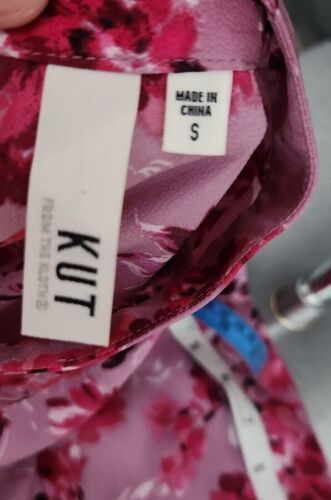 MADE IN
CHINA
S
KUT
FROM THE KLOTH®